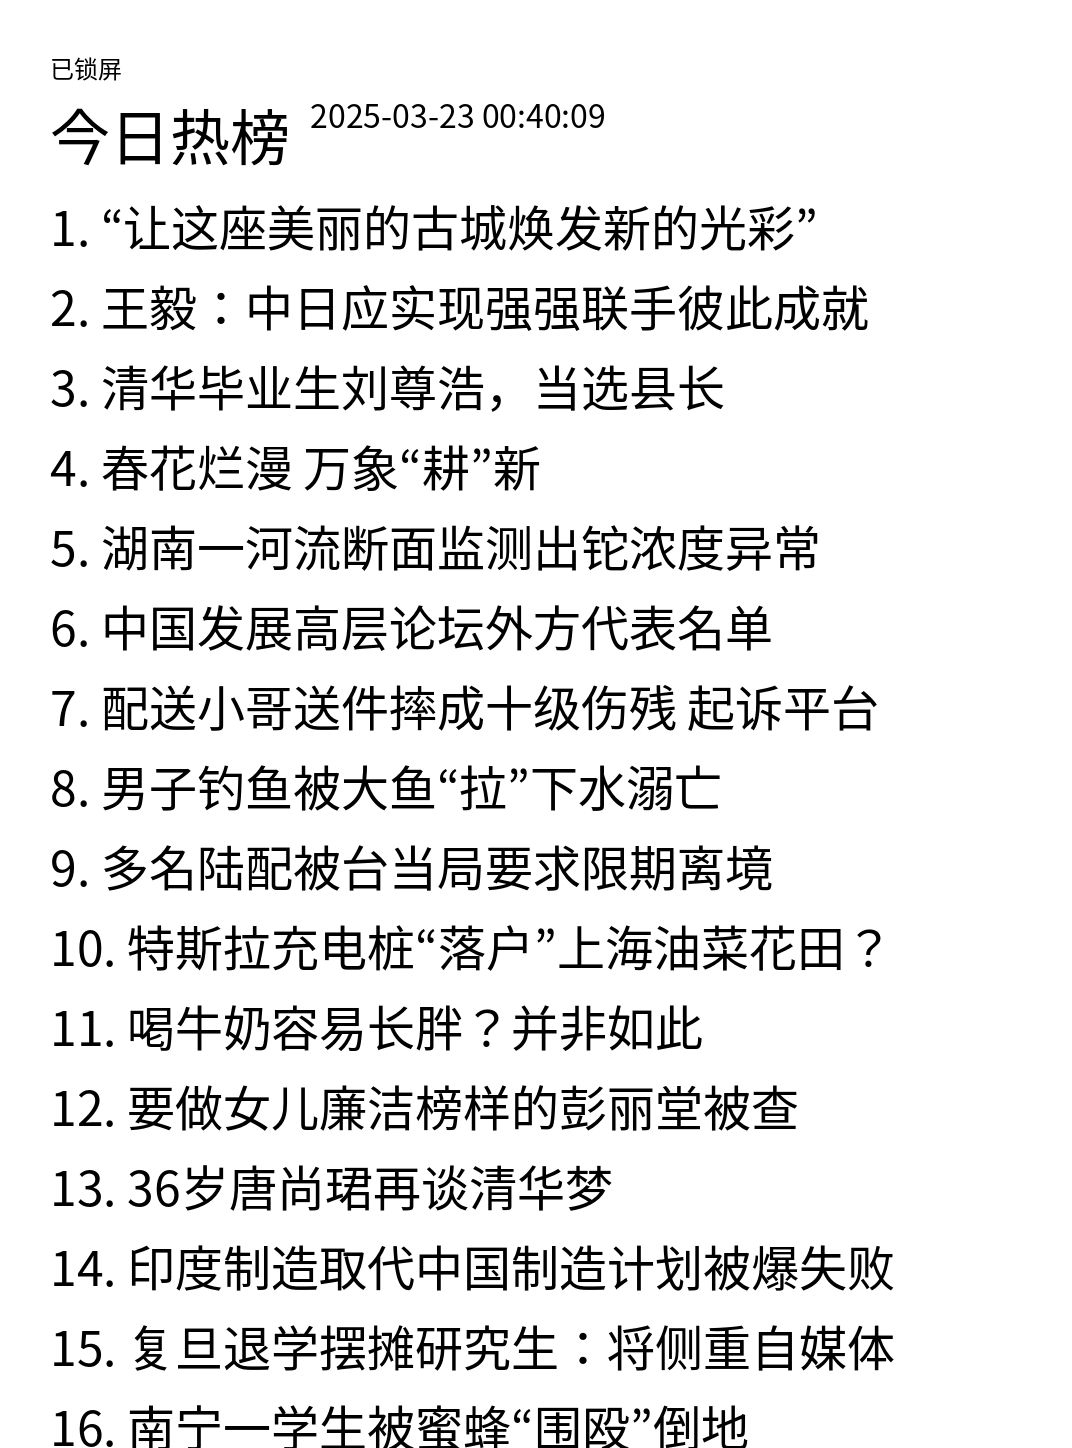 已锁屏
今日热榜 2025-03-23 00:40:09
1. “让这座美丽的古城焕发新的光彩”
2. 王毅：中日应实现强强联手彼此成就
3. 清华毕业生刘尊浩，当选县长
4. 春花烂漫 万象“耕”新
5. 湖南一河流断面监测出铊浓度异常
6. 中国发展高层论坛外方代表名单
7. 配送小哥送件摔成十级伤残 起诉平台
8. 男子钓鱼被大鱼“拉”下水溺亡
9. 多名陆配被台当局要求限期离境
10. 特斯拉充电桩“落户”上海油菜花田？
11. 喝牛奶容易长胖？并非如此
12. 要做女儿廉洁榜样的彭丽堂被查
13. 36岁唐尚珺再谈清华梦
14. 印度制造取代中国制造计划被爆失败
15. 复旦退学摆摊研究生：将侧重自媒体
16. 南宁一学生被蜜蜂“围殴”倒地